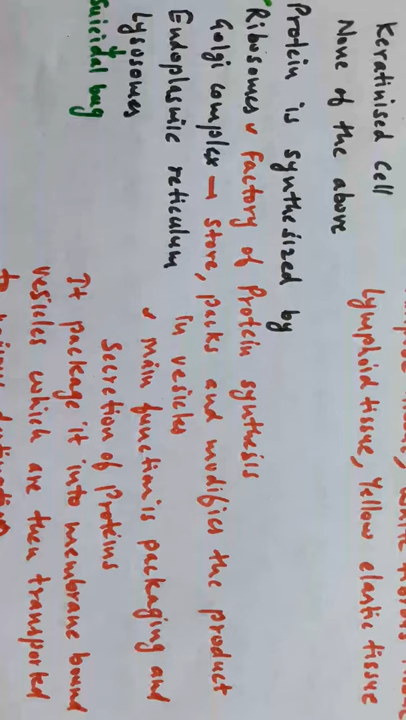 Keratinised cell
None of the above
Lymphoid tissue, Yellow elastic tissue
Protein is synthesized by
Ribosomes ✓ Factory of Protein synthesis
Golgi complex → store, packs and modifies the product
in vesicles
Endoplasmic reticulum
✓ main function is packaging and
secretion of Proteins
Lysosomes
suicidal bag
It package it into membrane bound
vesicles which are then transported